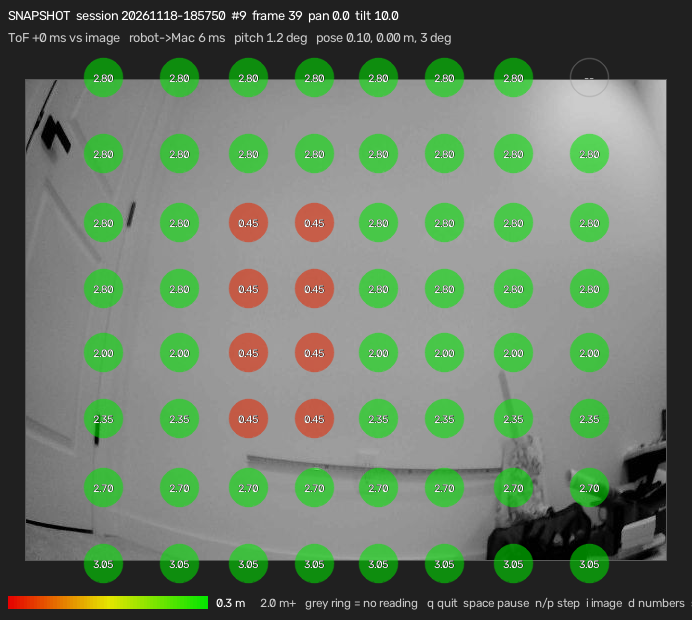 SNAPSHOT session 20261118-185750 #9 frame 39 pan 0.0 tilt 10.0
ToF +0 ms vs image robot->Mac 6 ms pitch 1.2 deg pose 0.10, 0.00 m, 3 deg
2.80 2.80 2.80 2.80 2.80 2.80 2.80 --
2.80 2.80 2.80 2.80 2.80 2.80 2.80 2.80
2.80 2.80 0.45 0.45 2.80 2.80 2.80 2.80
2.80 2.80 0.45 0.45 2.80 2.80 2.80 2.80
2.00 2.00 0.45 0.45 2.00 2.00 2.00 2.00
2.35 2.35 0.45 0.45 2.35 2.35 2.35 2.35
2.70 2.70 2.70 2.70 2.70 2.70 2.70 2.70
3.05 3.05 3.05 3.05 3.05 3.05 3.05 3.05
0.3 m 2.0 m+ grey ring = no reading q quit space pause n/p step i image d numbers